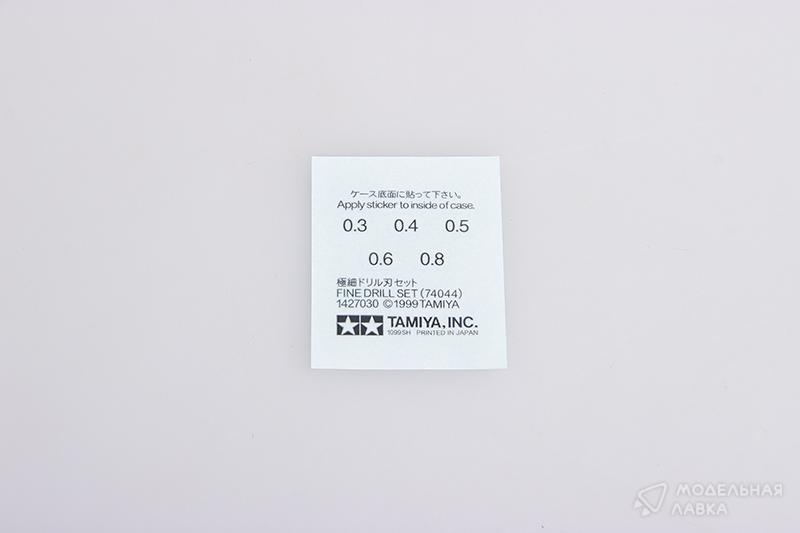 ケース底面に貼って下さい。
Apply sticker to inside of case.
0.3 0.4 0.5
0.6 0.8
極細ドリル刃セット
FINE DRILL SET (74044)
1427030 ©1999 TAMIYA
TAMIYA, INC.
1099SH PRINTED IN JAPAN
МОДЕЛЬНАЯ
ЛАВКА